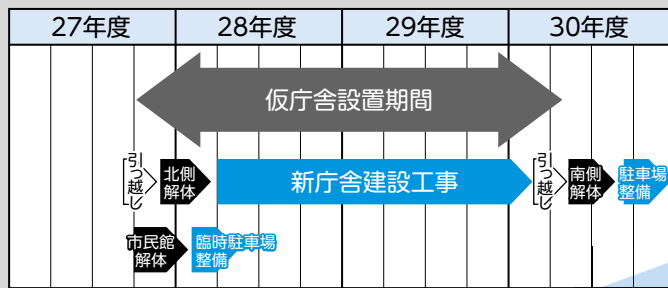 27年度 28年度 29年度 30年度
仮庁舎設置期間
引っ越し
北側
解体
新庁舎建設工事
引っ越し
南側
解体
駐車場
整備
市民館
解体
臨時駐車場
整備